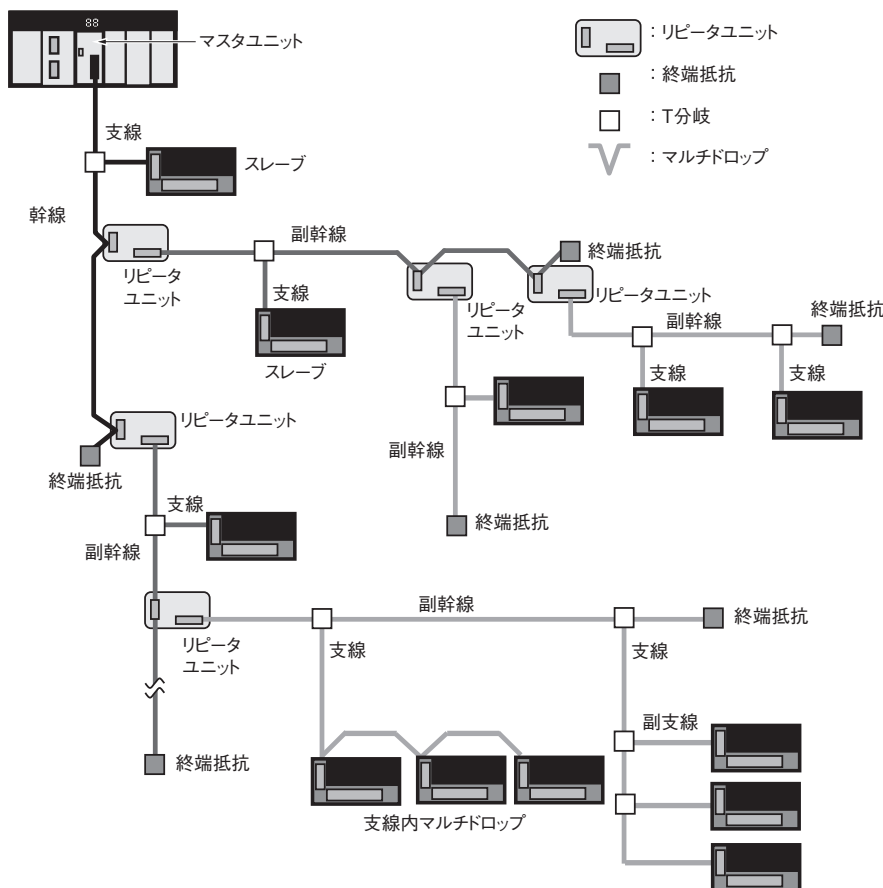 88
マスタユニット
: リピータユニット
: 終端抵抗
: T分岐
: マルチドロップ
支線
スレーブ
幹線
副幹線
終端抵抗
リピータ
ユニット
支線
リピータ
ユニット
リピータユニット
終端抵抗
副幹線
スレーブ
支線
支線
リピータユニット
副幹線
終端抵抗
支線
終端抵抗
副幹線
副幹線
終端抵抗
リピータ
ユニット
支線
支線
副支線
終端抵抗
支線内マルチドロップ